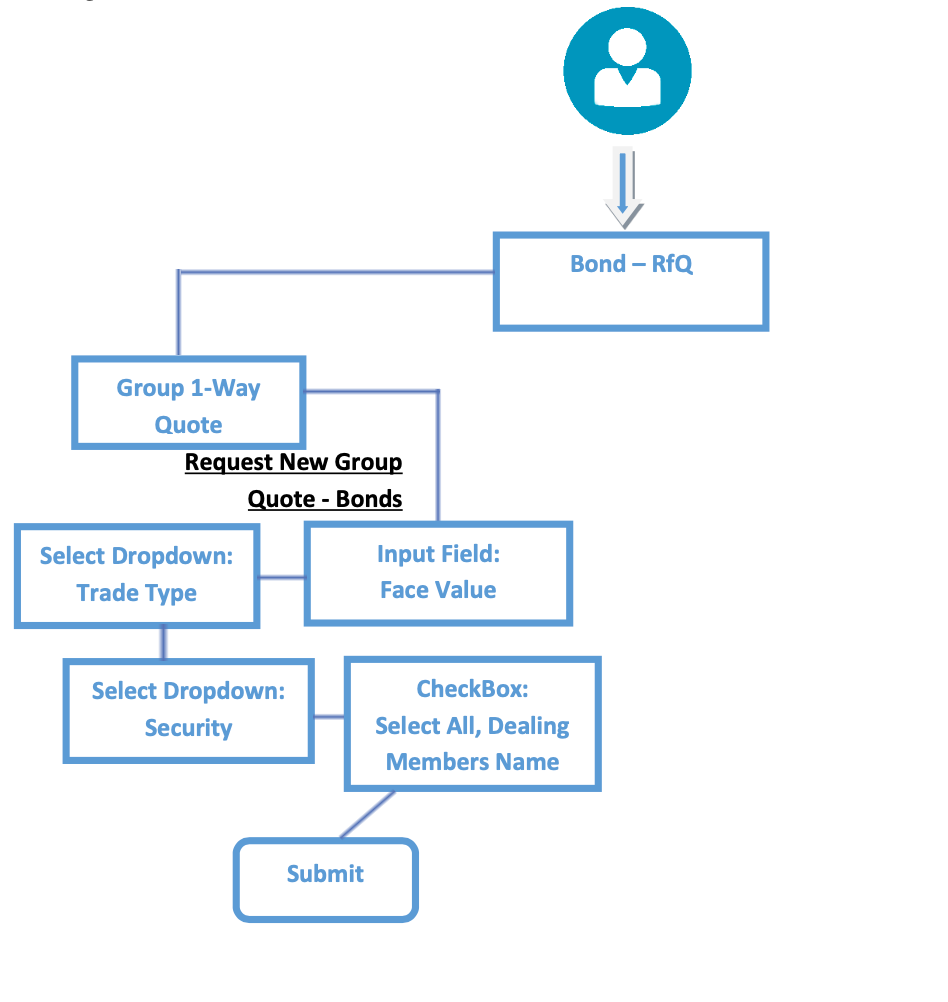 Bond – RfQ
Group 1-Way
Quote
Request New Group
Quote - Bonds
Select Dropdown:
Trade Type
Input Field:
Face Value
Select Dropdown:
Security
CheckBox:
Select All, Dealing
Members Name
Submit